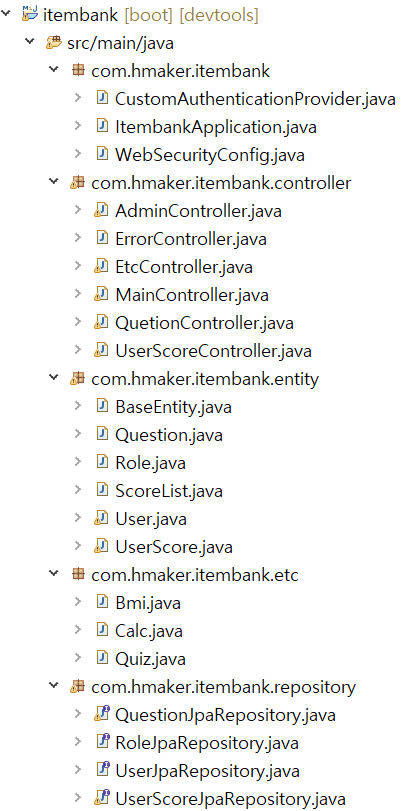 itembank [boot] [devtools]
src/main/java
com.hmaker.itembank
CustomAuthenticationProvider.java
ItembankApplication.java
WebSecurityConfig.java
com.hmaker.itembank.controller
AdminController.java
ErrorController.java
EtcController.java
MainController.java
QuetionController.java
UserScoreController.java
com.hmaker.itembank.entity
BaseEntity.java
Question.java
Role.java
ScoreList.java
User.java
UserScore.java
com.hmaker.itembank.etc
Bmi.java
Calc.java
Quiz.java
com.hmaker.itembank.repository
QuestionJpaRepository.java
RoleJpaRepository.java
UserJpaRepository.java
UserScoreJpaRepository.java